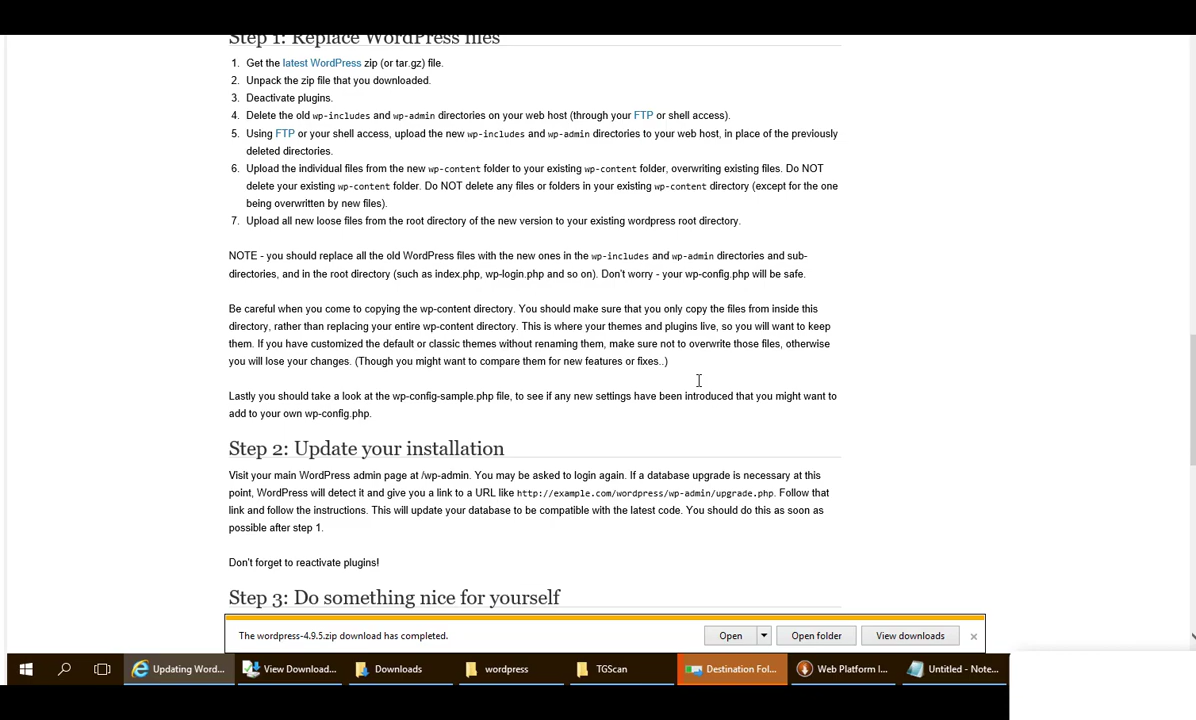 Step 1: Replace WordPress files
1. Get the latest WordPress zip (or tar.gz) file.
2. Unpack the zip file that you downloaded.
3. Deactivate plugins.
4. Delete the old wp-includes and wp-admin directories on your web host (through your FTP or shell access).
5. Using FTP or your shell access, upload the new wp-includes and wp-admin directories to your web host, in place of the previously
deleted directories.
6. Upload the individual files from the new wp-content folder to your existing wp-content folder, overwriting existing files. Do NOT
delete your existing wp-content folder. Do NOT delete any files or folders in your existing wp-content directory (except for the one
being overwritten by new files).
7. Upload all new loose files from the root directory of the new version to your existing wordpress root directory.
NOTE - you should replace all the old WordPress files with the new ones in the wp-includes and wp-admin directories and sub-
directories, and in the root directory (such as index.php, wp-login.php and so on). Don't worry - your wp-config.php will be safe.
Be careful when you come to copying the wp-content directory. You should make sure that you only copy the files from inside this
directory, rather than replacing your entire wp-content directory. This is where your themes and plugins live, so you will want to keep
them. If you have customized the default or classic themes without renaming them, make sure not to overwrite those files, otherwise
you will lose your changes. (Though you might want to compare them for new features or fixes..)
Lastly you should take a look at the wp-config-sample.php file, to see if any new settings have been introduced that you might want to
add to your own wp-config.php.
Step 2: Update your installation
Visit your main WordPress admin page at /wp-admin. You may be asked to login again. If a database upgrade is necessary at this
point, WordPress will detect it and give you a link to a URL like http://example.com/wordpress/wp-admin/upgrade.php. Follow that
link and follow the instructions. This will update your database to be compatible with the latest code. You should do this as soon as
possible after step 1.
Don't forget to reactivate plugins!
Step 3: Do something nice for yourself
The wordpress-4.9.5.zip download has completed. Open Open folder View downloads ×
Updating Word... View Download... Downloads wordpress TGScan Destination Fol... Web Platform I... Untitled - Note...